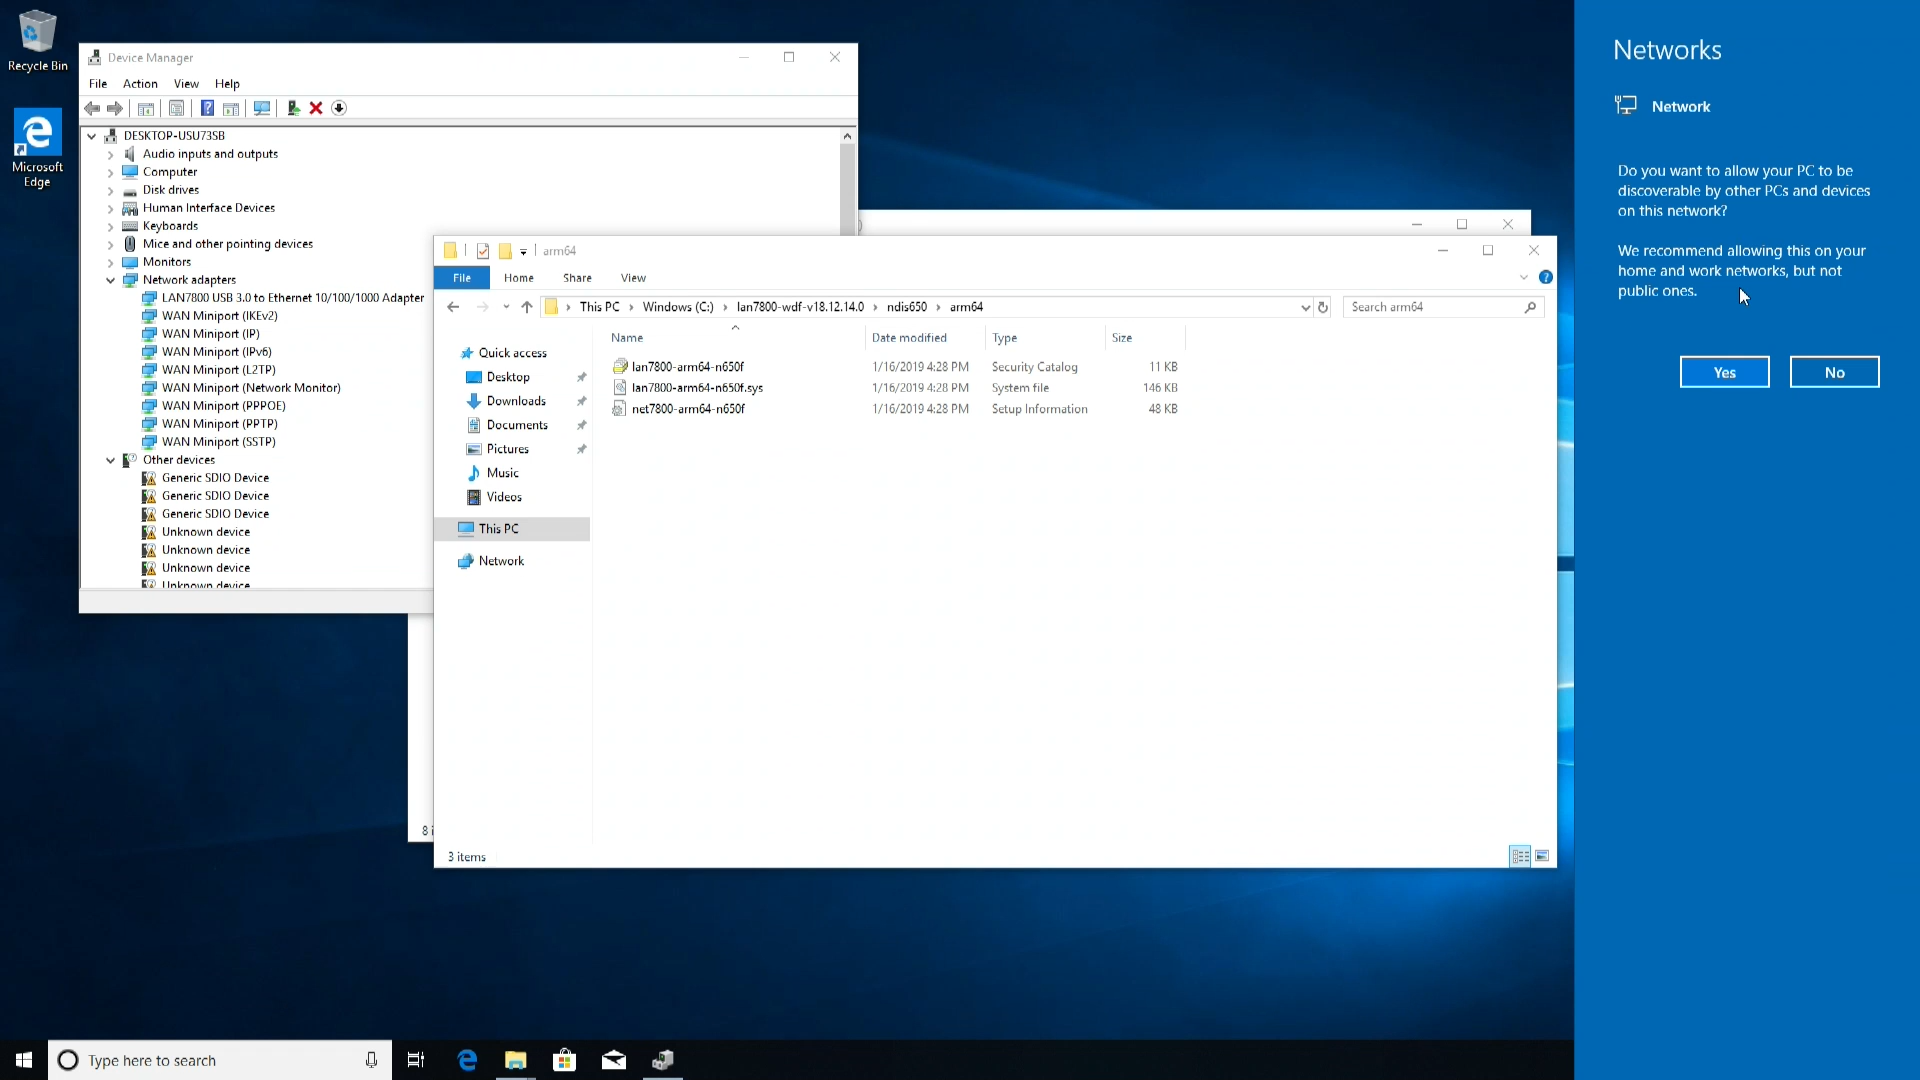 Recycle Bin
Microsoft
Edge
Device Manager
File Action View Help
DESKTOP-USU73SB
Audio inputs and outputs
Computer
Disk drives
Human Interface Devices
Keyboards
Mice and other pointing devices
Monitors
Network adapters
LAN7800 USB 3.0 to Ethernet 10/100/1000 Adapter
WAN Miniport (IKEv2)
WAN Miniport (IP)
WAN Miniport (IPv6)
WAN Miniport (L2TP)
WAN Miniport (Network Monitor)
WAN Miniport (PPPOE)
WAN Miniport (PPTP)
WAN Miniport (SSTP)
Other devices
Generic SDIO Device
Generic SDIO Device
Generic SDIO Device
Unknown device
Unknown device
Unknown device
Unknown device
8 i
arm64
File Home Share View
This PC Windows (C:) lan7800-wdf-v18.12.14.0 ndis650 arm64
Search arm64
Quick access
Desktop
Downloads
Documents
Pictures
Music
Videos
This PC
Network
Name Date modified Type Size
lan7800-arm64-n650f 1/16/2019 4:28 PM Security Catalog 11 KB
lan7800-arm64-n650f.sys 1/16/2019 4:28 PM System file 146 KB
net7800-arm64-n650f 1/16/2019 4:28 PM Setup Information 48 KB
3 items
Networks
Network
Do you want to allow your PC to be
discoverable by other PCs and devices
on this network?
We recommend allowing this on your
home and work networks, but not
public ones.
Yes No
Type here to search